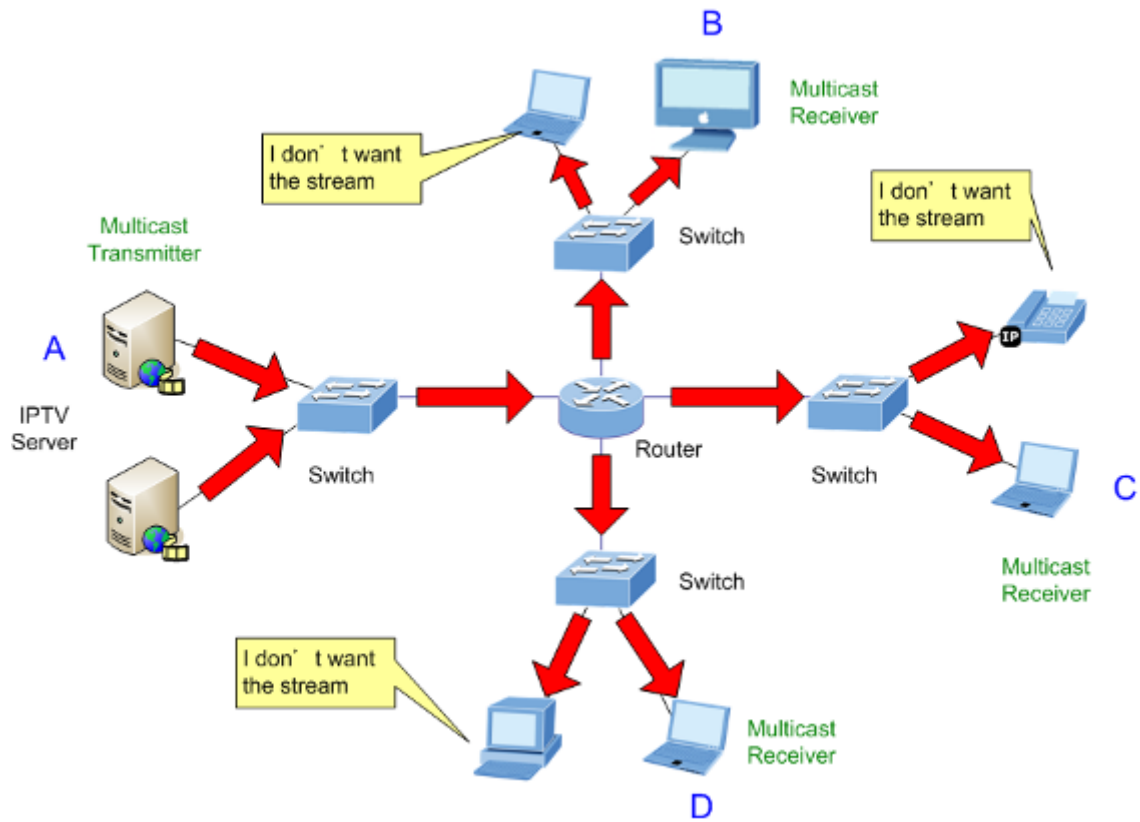 B
Multicast
Receiver
I don’t want
the stream
I don’t want
the stream
Multicast
Transmitter
Switch
A
IP
IPTV
Server
Router
Switch
Switch
C
Switch
Multicast
Receiver
I don’t want
the stream
Multicast
Receiver
D